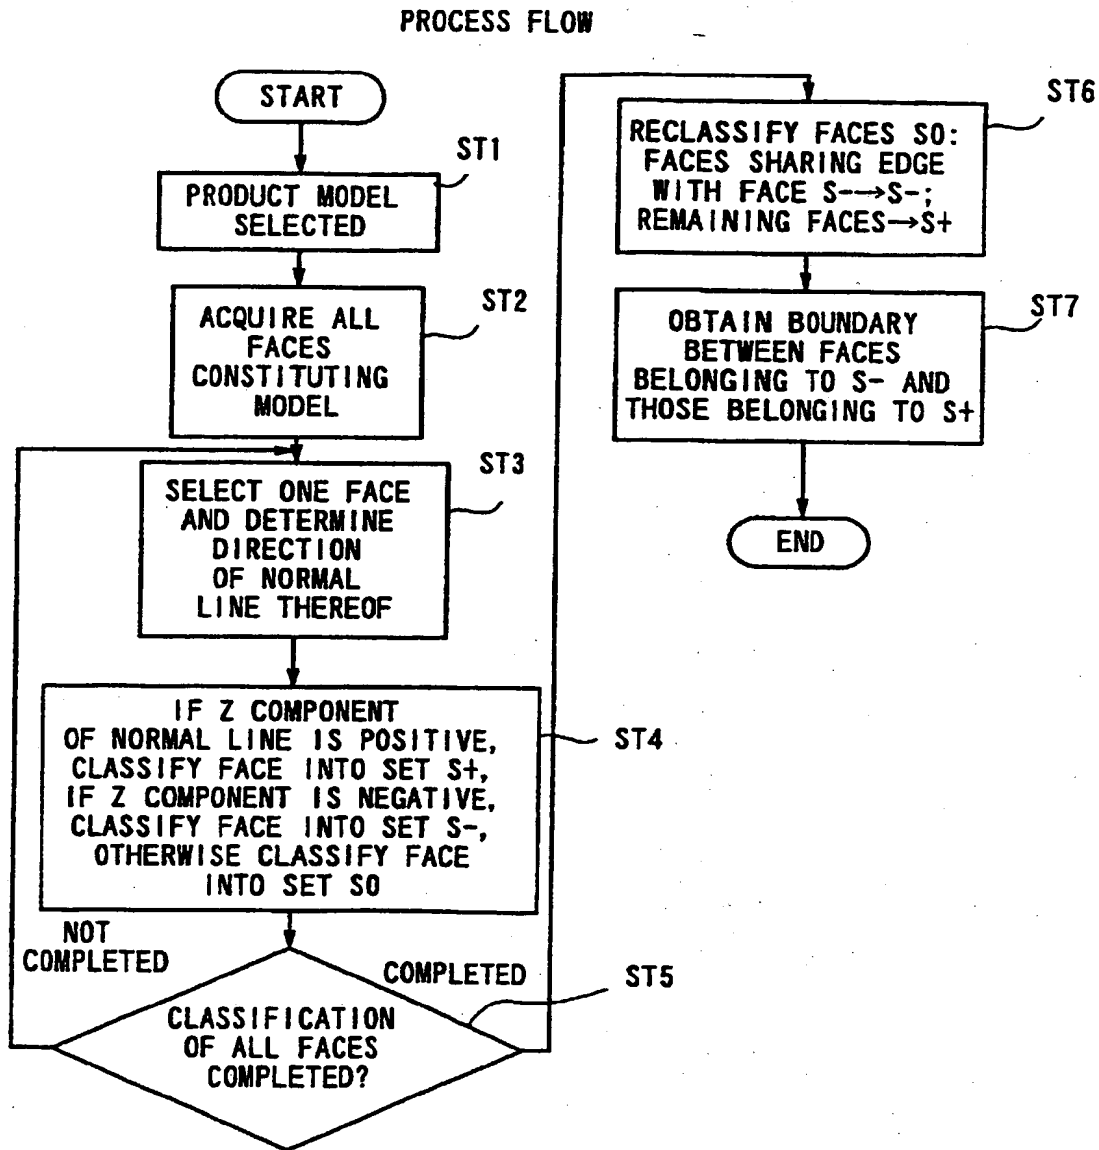 PROCESS FLOW
START
ST1
PRODUCT MODEL
SELECTED
ST2
ACQUIRE ALL
FACES
CONSTITUTING
MODEL
ST3
SELECT ONE FACE
AND DETERMINE
DIRECTION
OF NORMAL
LINE THEREOF
IF Z COMPONENT
OF NORMAL LINE IS POSITIVE,
CLASSIFY FACE INTO SET S+,
IF Z COMPONENT IS NEGATIVE,
CLASSIFY FACE INTO SET S-,
OTHERWISE CLASSIFY FACE
INTO SET S0
ST4
NOT
COMPLETED
COMPLETED
ST5
CLASSIFICATION
OF ALL FACES
COMPLETED?
ST6
RECLASSIFY FACES S0:
FACES SHARING EDGE
WITH FACE S-→S-;
REMAINING FACES→S+
ST7
OBTAIN BOUNDARY
BETWEEN FACES
BELONGING TO S- AND
THOSE BELONGING TO S+
END